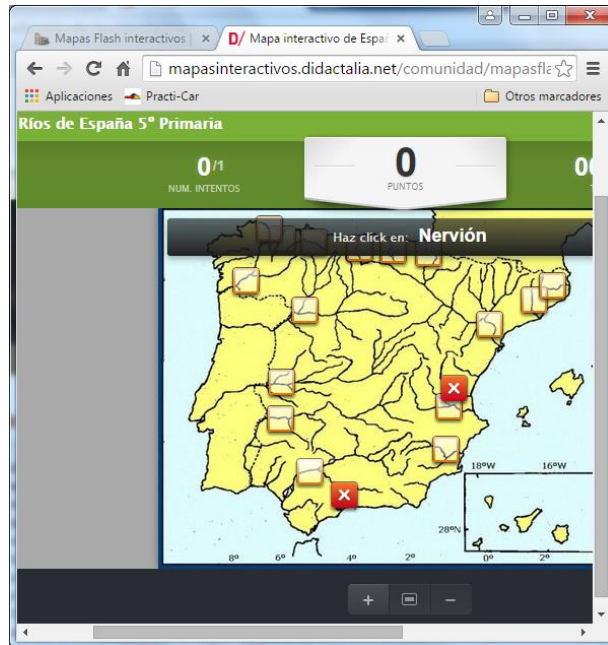 Mapas Flash interactivos |
D/ Mapa interactivo de Espai
mapasinteractivos.didactalia.net/comunidad/mapasfla
Aplicaciones
Practi-Car
Otros marcadores
Ríos de España 5º Primaria
0/1
NUM. INTENTOS
0
PUNTOS
00
Haz click en: Nervión
18ºW 16ºW
28ºN
8º 6º 4º 2º 0º 2º